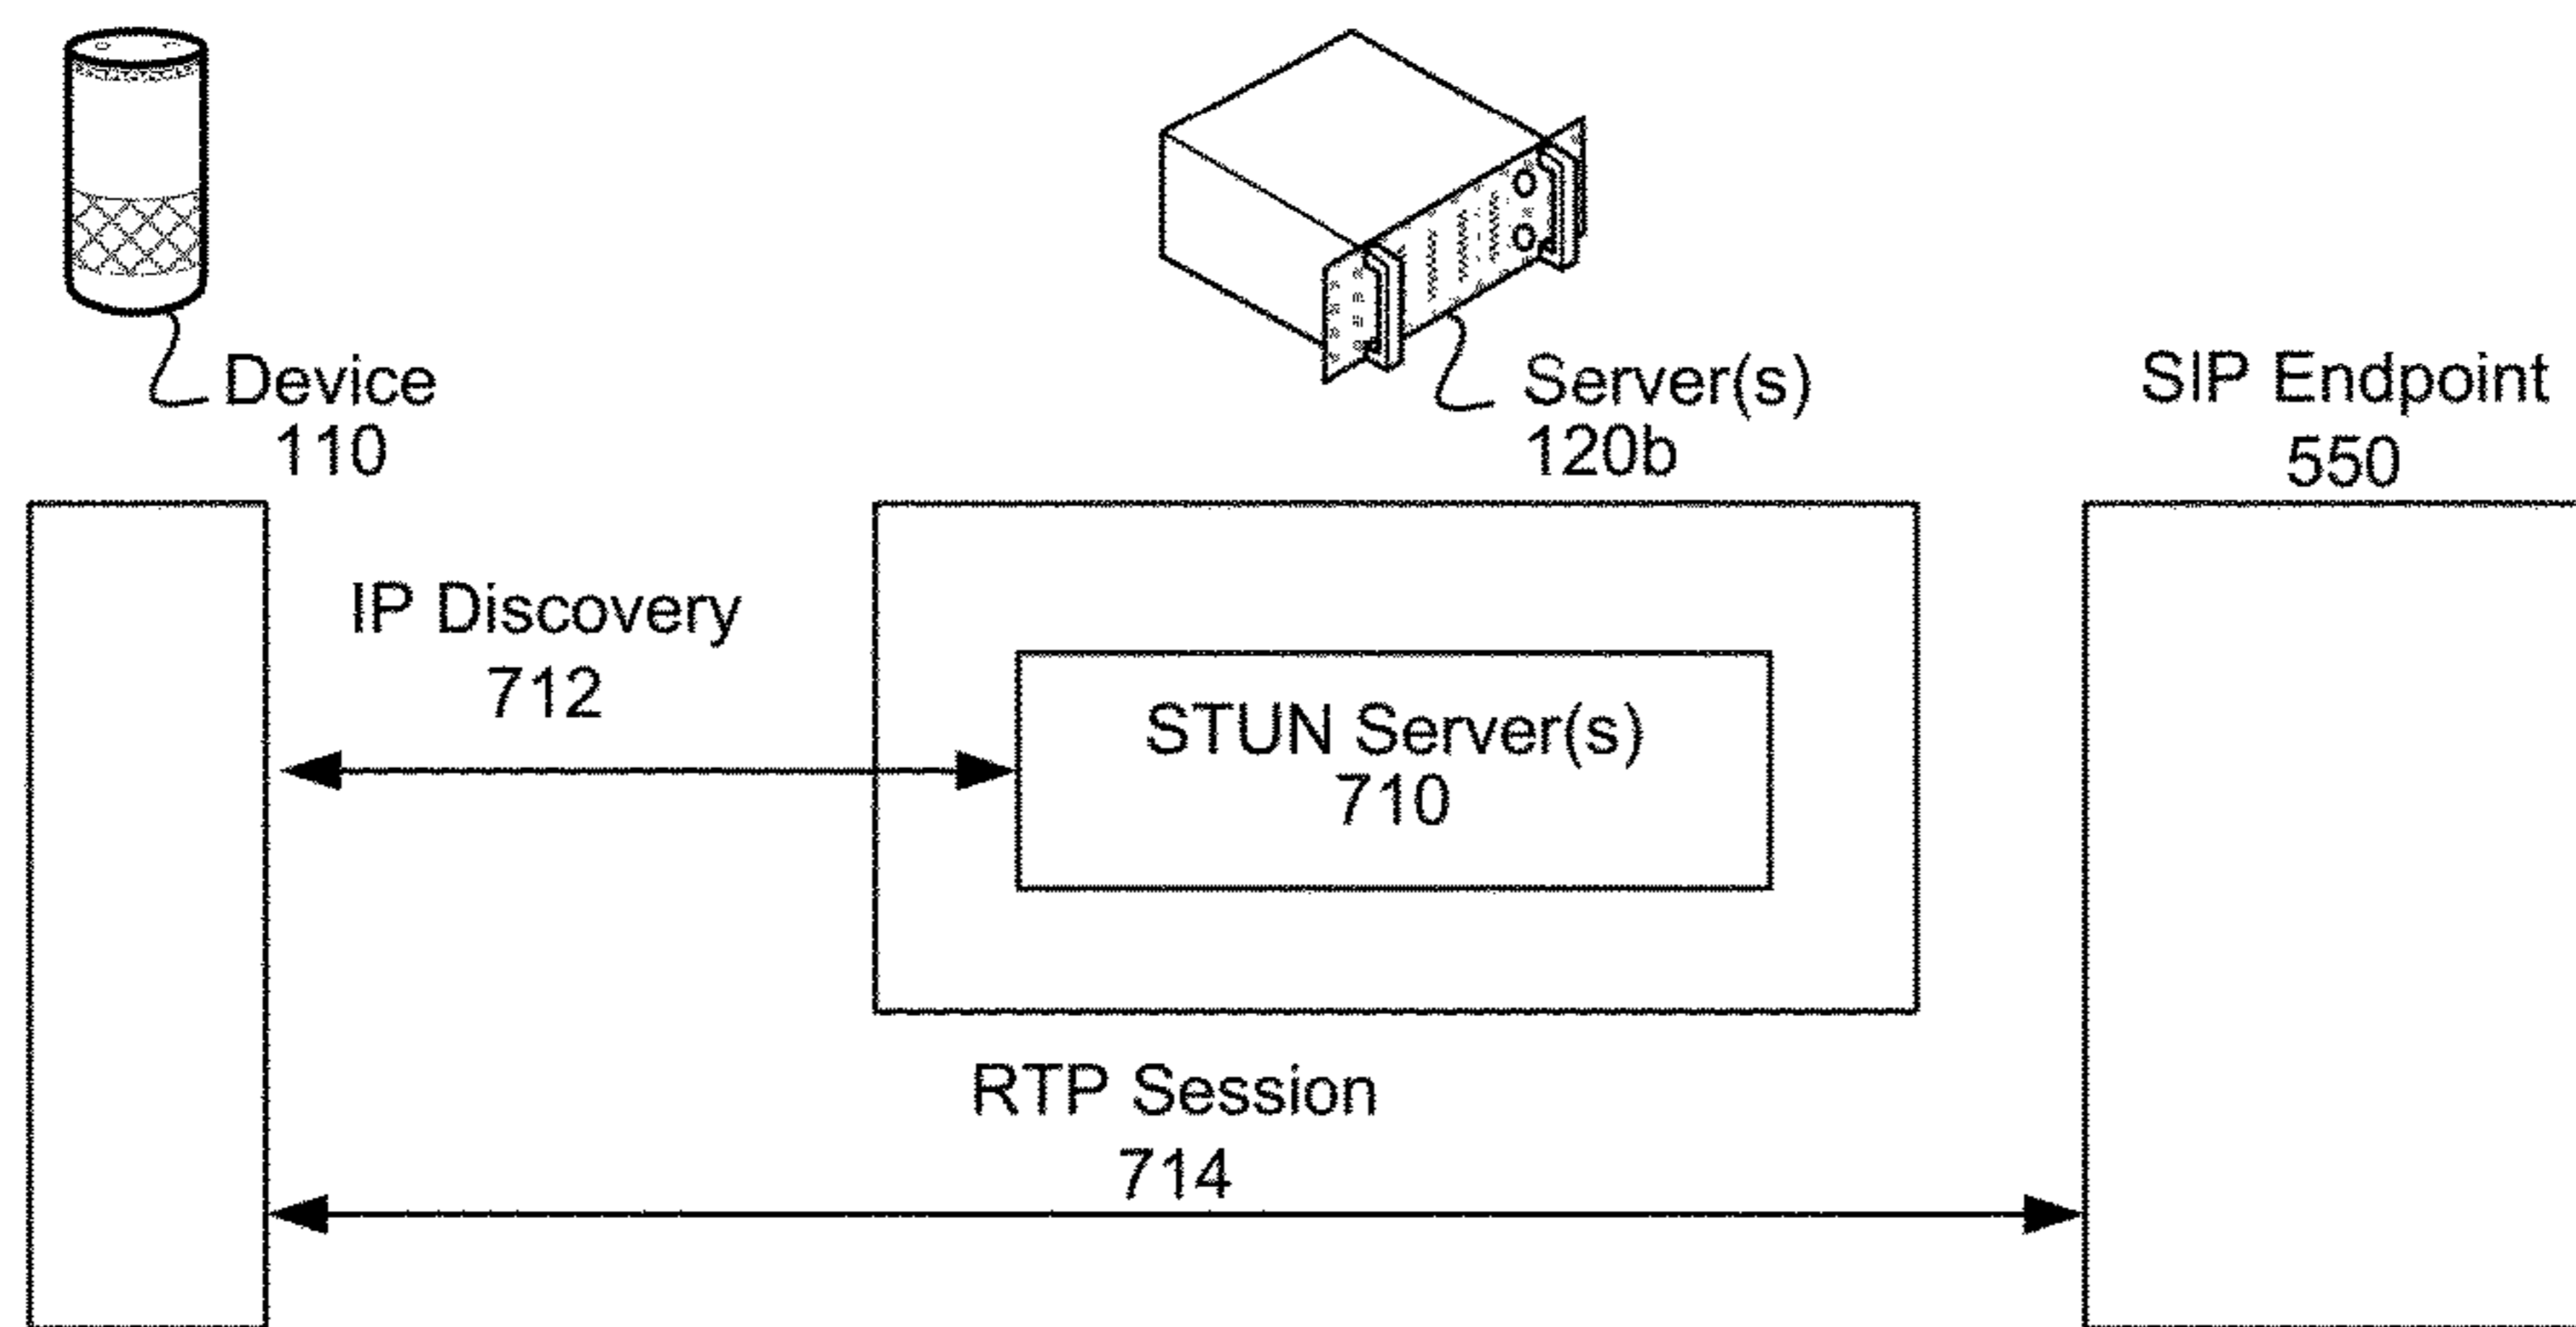 Device
110
Server(s)
120b
SIP Endpoint
550
IP Discovery
712
STUN Server(s)
710
RTP Session
714